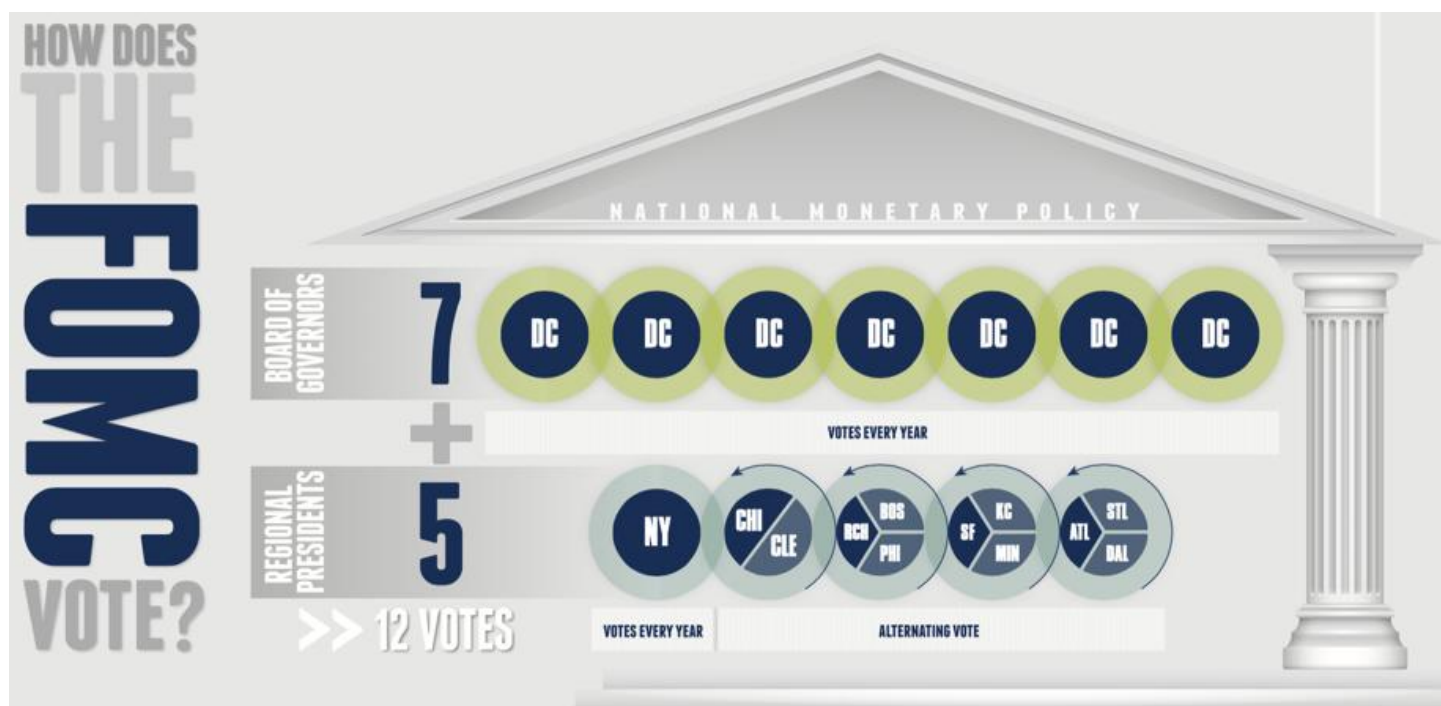 HOW DOES
THE
FOMC
VOTE?
NATIONAL MONETARY POLICY
BOARD OF
GOVERNORS
7
DC DC DC DC DC DC DC
VOTES EVERY YEAR
+
REGIONAL
PRESIDENTS
5
NY
CHI
CLE
RCH
BOS
PHI
SF
KC
MIN
ATL
STL
DAL
>> 12 VOTES
VOTES EVERY YEAR
ALTERNATING VOTE